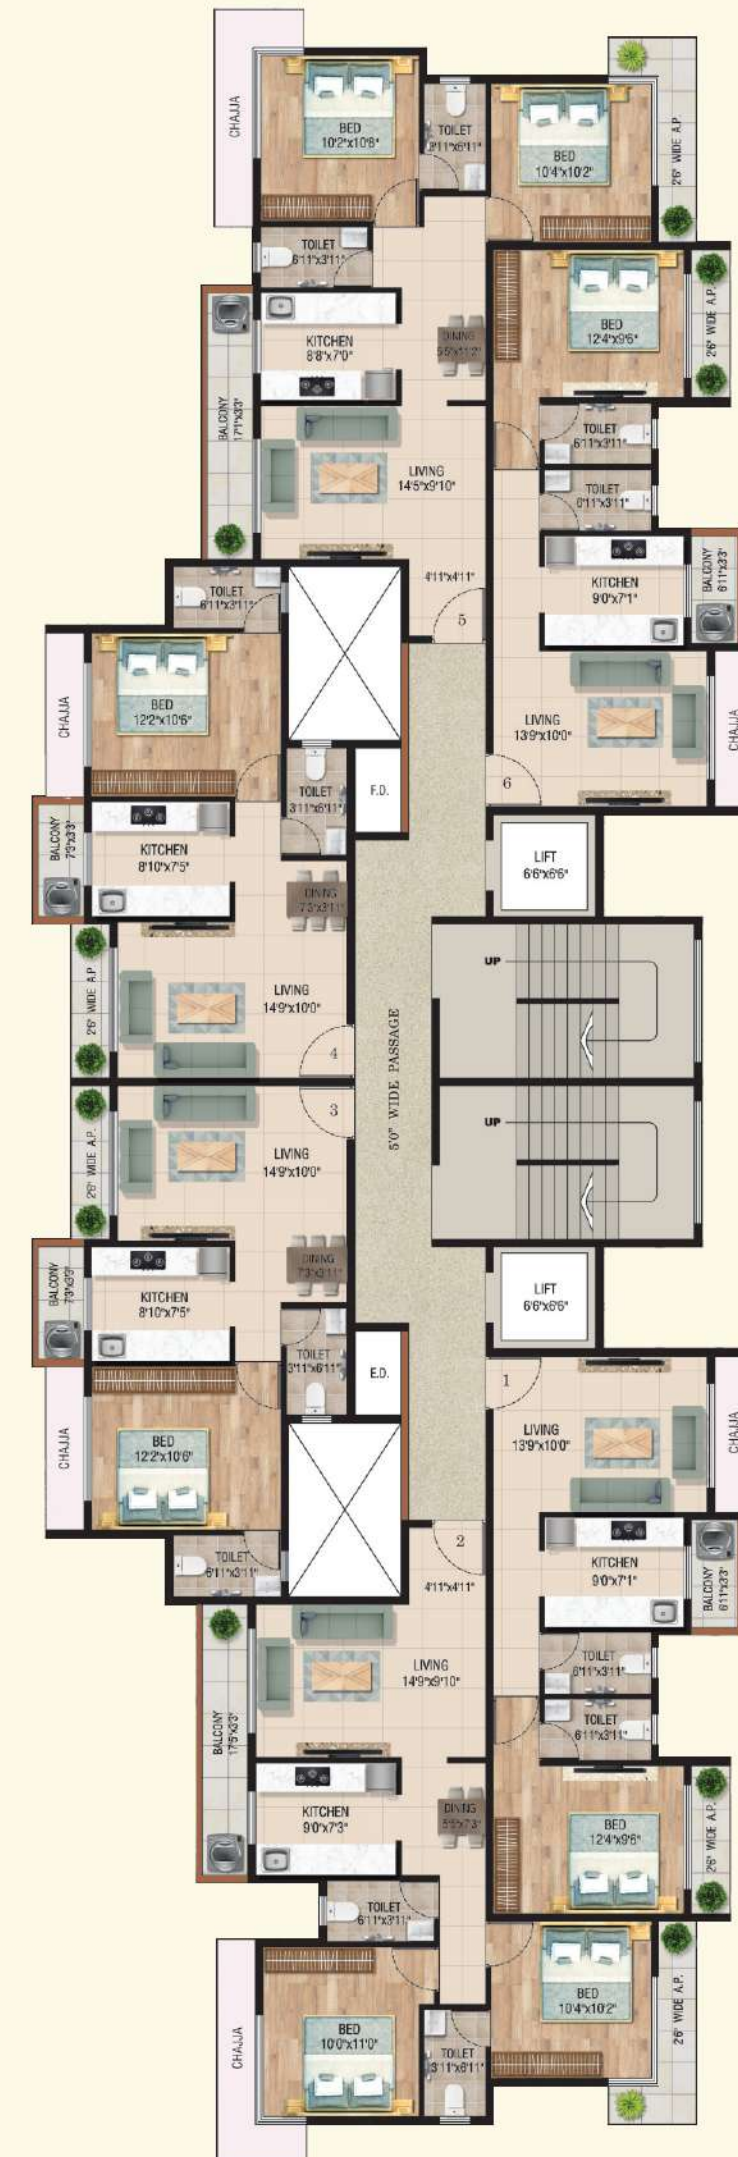 CHAJJA
BED
10'2"x10'8"
TOILET
3'11"x6'11"
BED
10'4"x10'2"
2'6" WIDE A.P.
TOILET
6'11"x3'11"
KITCHEN
8'8"x7'0"
DINING
BED
12'4"x9'6"
2'6" WIDE A.P.
BALCONY
17'1"x3'3"
LIVING
14'5"x9'10"
TOILET
6'11"x3'11"
TOILET
6'11"x3'11"
4'11"x4'11"
5
KITCHEN
9'0"x7'1"
BALCONY
6'11"x3'3"
TOILET
6'11"x3'11"
CHAJJA
BED
12'2"x10'6"
LIVING
13'9"x10'0"
CHAJJA
6
TOILET
3'11"x6'11"
F.D.
BALCONY
7'3"x3'3"
KITCHEN
8'10"x7'5"
LIFT
6'6"x6'6"
DINING
7'3"x3'11"
2'6" WIDE A.P.
LIVING
14'9"x10'0"
4
UP
5'0" WIDE PASSAGE
3
UP
2'6" WIDE A.P.
LIVING
14'9"x10'0"
DINING
7'3"x3'11"
BALCONY
7'3"x3'3"
KITCHEN
8'10"x7'5"
LIFT
6'6"x6'6"
TOILET
3'11"x6'11"
E.D.
1
CHAJJA
BED
12'2"x10'6"
LIVING
13'9"x10'0"
CHAJJA
TOILET
6'11"x3'11"
2
4'11"x4'11"
KITCHEN
9'0"x7'1"
BALCONY
6'11"x3'3"
BALCONY
17'5"x3'3"
LIVING
14'9"x9'10"
TOILET
6'11"x3'11"
TOILET
6'11"x3'11"
KITCHEN
9'0"x7'3"
DINING
5'5"x7'3"
BED
12'4"x9'6"
2'6" WIDE A.P.
TOILET
6'11"x3'11"
CHAJJA
BED
10'0"x11'0"
TOILET
3'11"x6'11"
BED
10'4"x10'2"
2'6" WIDE A.P.